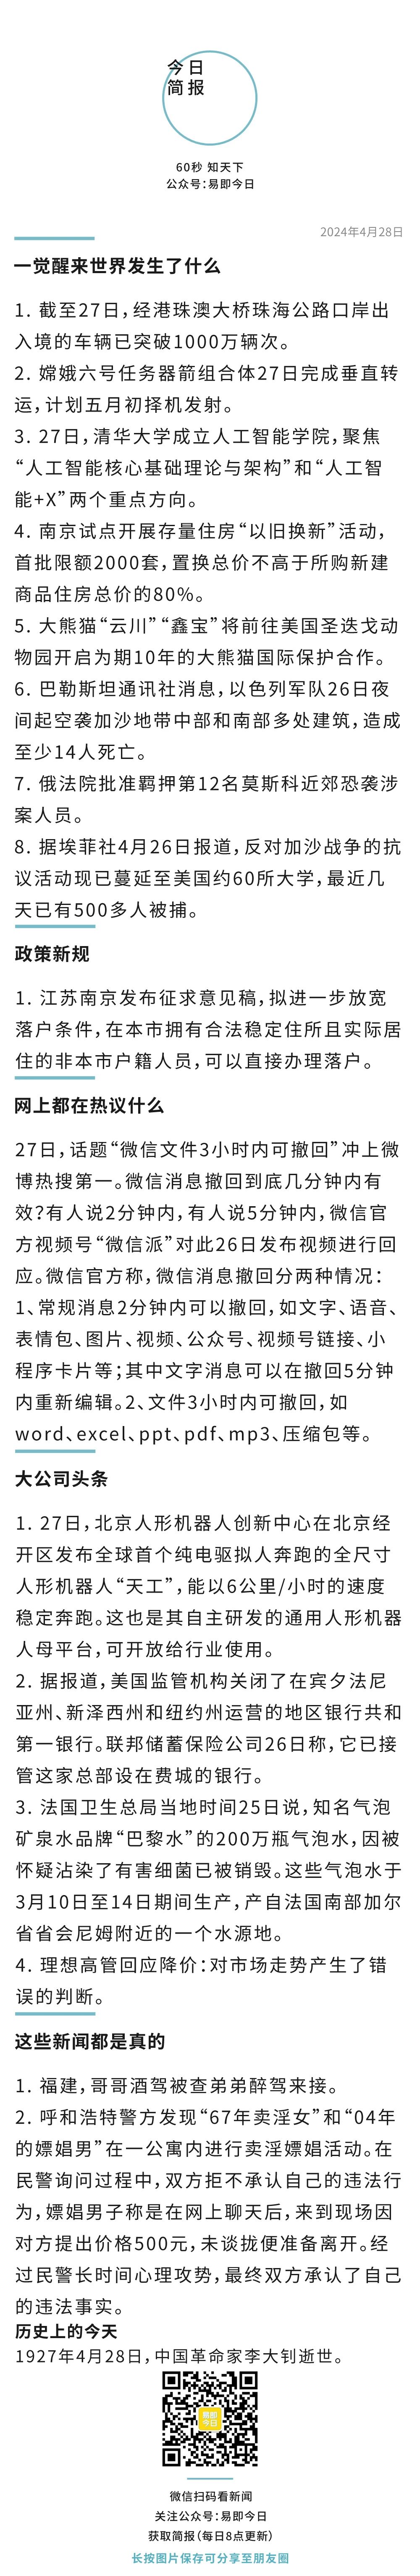 今日
简报
60秒 知天下
公众号：易即今日
2024年4月28日
一觉醒来世界发生了什么
1. 截至27日，经港珠澳大桥珠海公路口岸出
入境的车辆已突破1000万辆次。
2. 嫦娥六号任务器箭组合体27日完成垂直转
运，计划五月初择机发射。
3. 27日，清华大学成立人工智能学院，聚焦
“人工智能核心基础理论与架构”和“人工智
能+X”两个重点方向。
4. 南京试点开展存量住房“以旧换新”活动，
首批限额2000套，置换总价不高于所购新建
商品住房总价的80%。
5. 大熊猫“云川”“鑫宝”将前往美国圣迭戈动
物园开启为期10年的大熊猫国际保护合作。
6. 巴勒斯坦通讯社消息，以色列军队26日夜
间起空袭加沙地带中部和南部多处建筑，造成
至少14人死亡。
7. 俄法院批准羁押第12名莫斯科近郊恐袭涉
案人员。
8. 据埃菲社4月26日报道，反对加沙战争的抗
议活动现已蔓延至美国约60所大学，最近几
天已有500多人被捕。
政策新规
1. 江苏南京发布征求意见稿，拟进一步放宽
落户条件，在本市拥有合法稳定住所且实际居
住的非本市户籍人员，可以直接办理落户。
网上都在热议什么
27日，话题“微信文件3小时内可撤回”冲上微
博热搜第一。微信消息撤回到底几分钟内有
效？有人说2分钟内，有人说5分钟内，微信官
方视频号“微信派”对此26日发布视频进行回
应。微信官方称，微信消息撤回分两种情况：
1、常规消息2分钟内可以撤回，如文字、语音、
表情包、图片、视频、公众号、视频号链接、小
程序卡片等；其中文字消息可以在撤回5分钟
内重新编辑。2、文件3小时内可撤回，如
word、excel、ppt、pdf、mp3、压缩包等。
大公司头条
1. 27日，北京人形机器人创新中心在北京经
开区发布全球首个纯电驱拟人奔跑的全尺寸
人形机器人“天工”，能以6公里/小时的速度
稳定奔跑。这也是其自主研发的通用人形机器
人母平台，可开放给行业使用。
2. 据报道，美国监管机构关闭了在宾夕法尼
亚州、新泽西州和纽约州运营的地区银行共和
第一银行。联邦储蓄保险公司26日称，它已接
管这家总部设在费城的银行。
3. 法国卫生总局当地时间25日说，知名气泡
矿泉水品牌“巴黎水”的200万瓶气泡水，因被
怀疑沾染了有害细菌已被销毁。这些气泡水于
3月10日至14日期间生产，产自法国南部加尔
省省会尼姆附近的一个水源地。
4. 理想高管回应降价：对市场走势产生了错
误的判断。
这些新闻都是真的
1. 福建，哥哥酒驾被查弟弟醉驾来接。
2. 呼和浩特警方发现“67年卖淫女”和“04年
的嫖娼男”在一公寓内进行卖淫嫖娼活动。在
民警询问过程中，双方拒不承认自己的违法行
为，嫖娼男子称是在网上聊天后，来到现场因
对方提出价格500元，未谈拢便准备离开。经
过民警长时间心理攻势，最终双方承认了自己
的违法事实。
历史上的今天
1927年4月28日，中国革命家李大钊逝世。
易即
今日
微信扫码看新闻
关注公众号：易即今日
获取简报（每日8点更新）
长按图片保存可分享至朋友圈